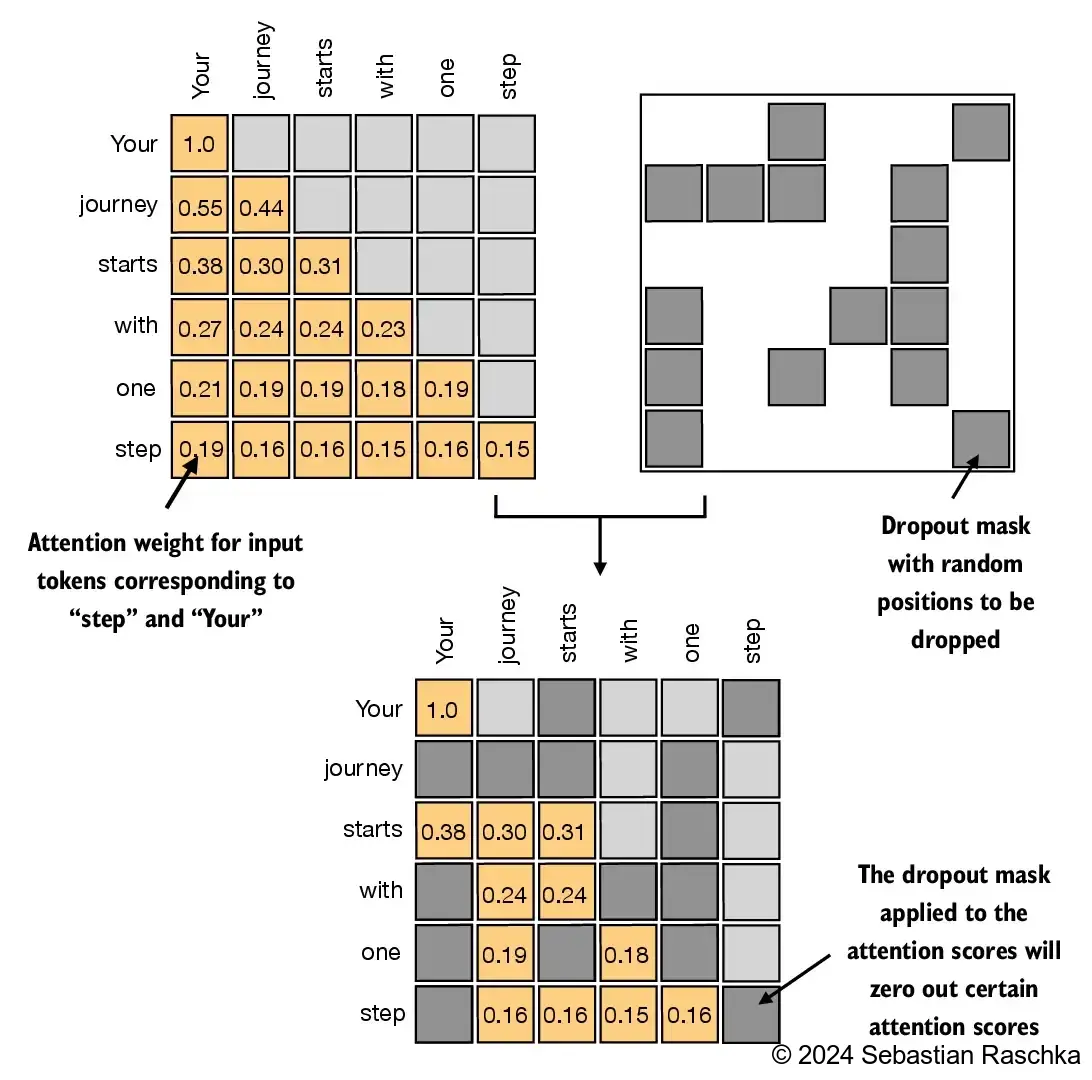 Your journey starts with one step
Your 1.0
journey 0.55 0.44
starts 0.38 0.30 0.31
with 0.27 0.24 0.24 0.23
one 0.21 0.19 0.19 0.18 0.19
step 0.19 0.16 0.16 0.15 0.16 0.15
Attention weight for input
tokens corresponding to
“step” and “Your”
Dropout mask
with random
positions to be
dropped
Your journey starts with one step
Your 1.0
journey
starts 0.38 0.30 0.31
with 0.24 0.24
one 0.19 0.18
step 0.16 0.16 0.15 0.16
The dropout mask
applied to the
attention scores will
zero out certain
attention scores
© 2024 Sebastian Raschka